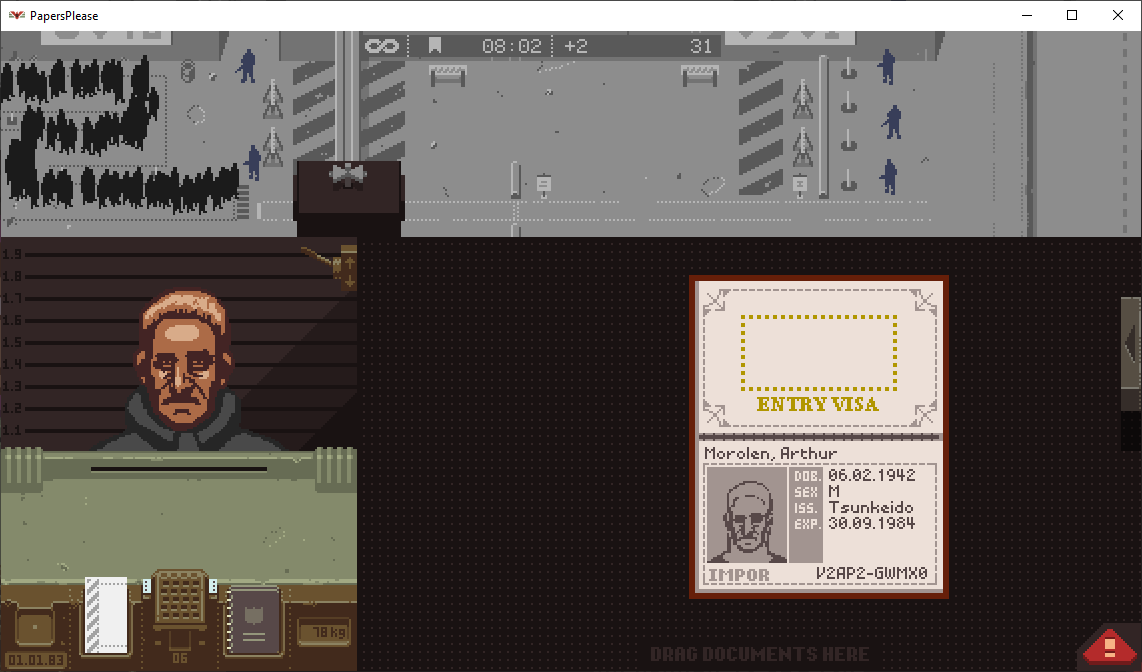 PapersPlease
08:02 +2 31
1.9
1.8
1.7
1.6
1.5
1.4
1.3
1.2
1.1
ENTRY VISA
Morolen, Arthur
DOB. 06.02.1942
SEX M
ISS. Tsunkeido
EXP. 30.09.1984
IMPOR V2AP2-GWMX0
78kg
01.01.83
06
DRAG DOCUMENTS HERE